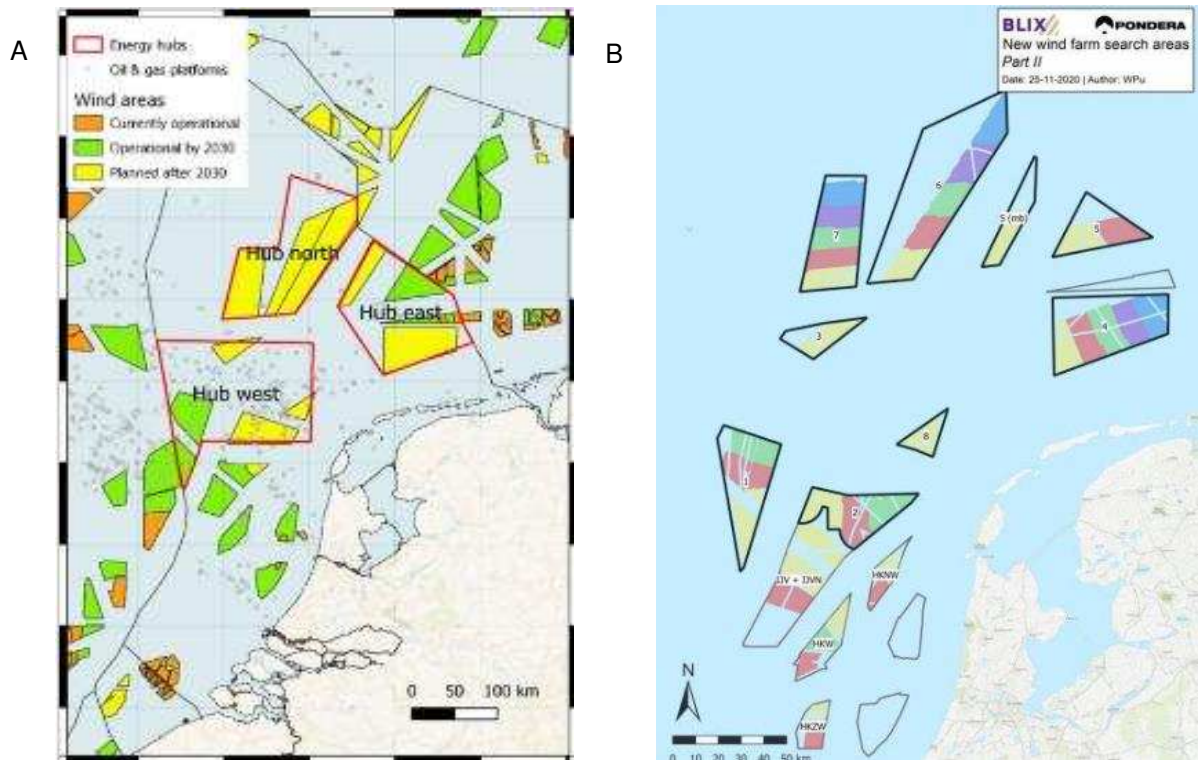 A
Energy hubs
Oil & gas platforms
Wind areas
Currently operational
Operational by 2030
Planned after 2030
Hub north
Hub east
Hub west
0 50 100 km
B
BLIX PONDERA
New wind farm search areas
Part II
Date: 25-11-2020 | Author: WPu
6
7
5 (mb)
5
4
3
8
1
2
IJV + IJVN
HKNW
HKW
HKZW
N
0 10 20 30 40 50 km